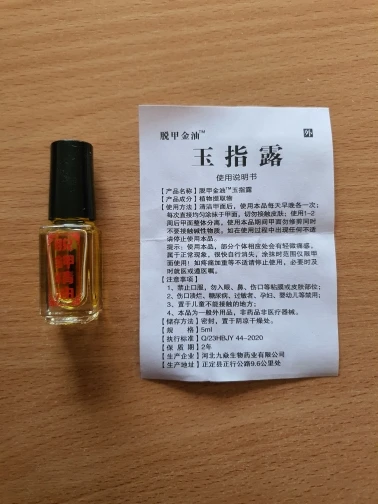 脱甲金油™
外
玉指露
使用说明书
【产品名称】脱甲金油™玉指露
【产品成分】植物提取物
【使用方法】清洁甲面后，使用本品每天早晚各一次；
每次直接均匀涂抹于甲面，切勿接触皮肤；使用1-2
周后甲面整体分离，使用本品期间甲面勿修剪同时
不要接触碱性物质，如在使用过程中出现任何不适
请停止使用本品。
提示：使用本品，部分个体相皮处会有轻微痛感，
属于正常现象，很快自行消失，涂抹时范围仅限甲
面使用！如疼痛加重等不适请停止使用，必要时及
时就医或遵医嘱。
【注意事项】
1、禁止口服，勿入眼、鼻、伤口等粘膜或皮肤部位；
2、伤口溃烂、糖尿病、过敏者、孕妇、婴幼儿等禁用；
3、置于儿童不能接触的地方；
4、本品为一般外用品，非药品非医疗器械。
【储存方法】密封，置于阴凉干燥处。
【规 格】5ml
【执行标准】Q/23HBJY 44-2020
【保 质 期】2年
【生产企业】河北九焱生物药业有限公司
【生产地址】正定县正行公路9.6公里处